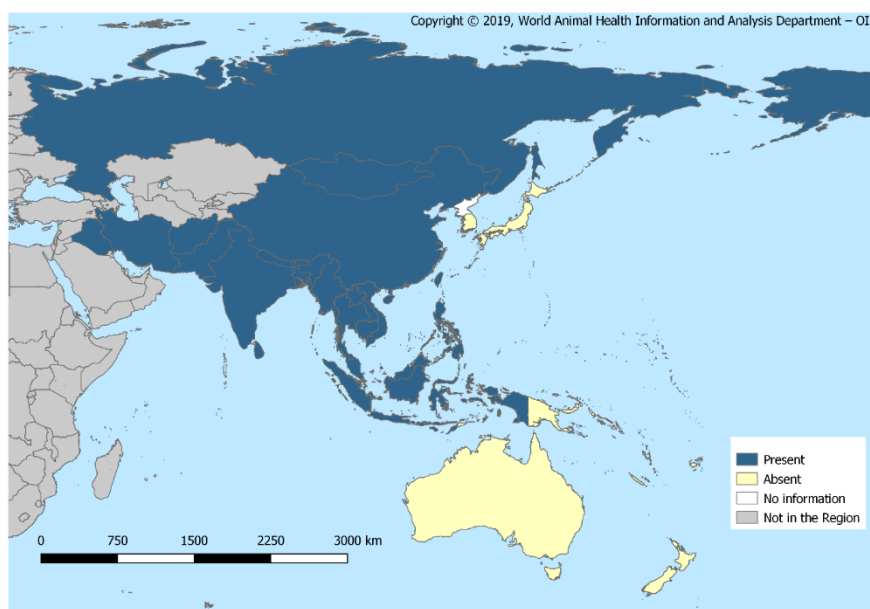 Copyright © 2019, World Animal Health Information and Analysis Department – OI
Present
Absent
No information
Not in the Region
0 750 1500 2250 3000 km